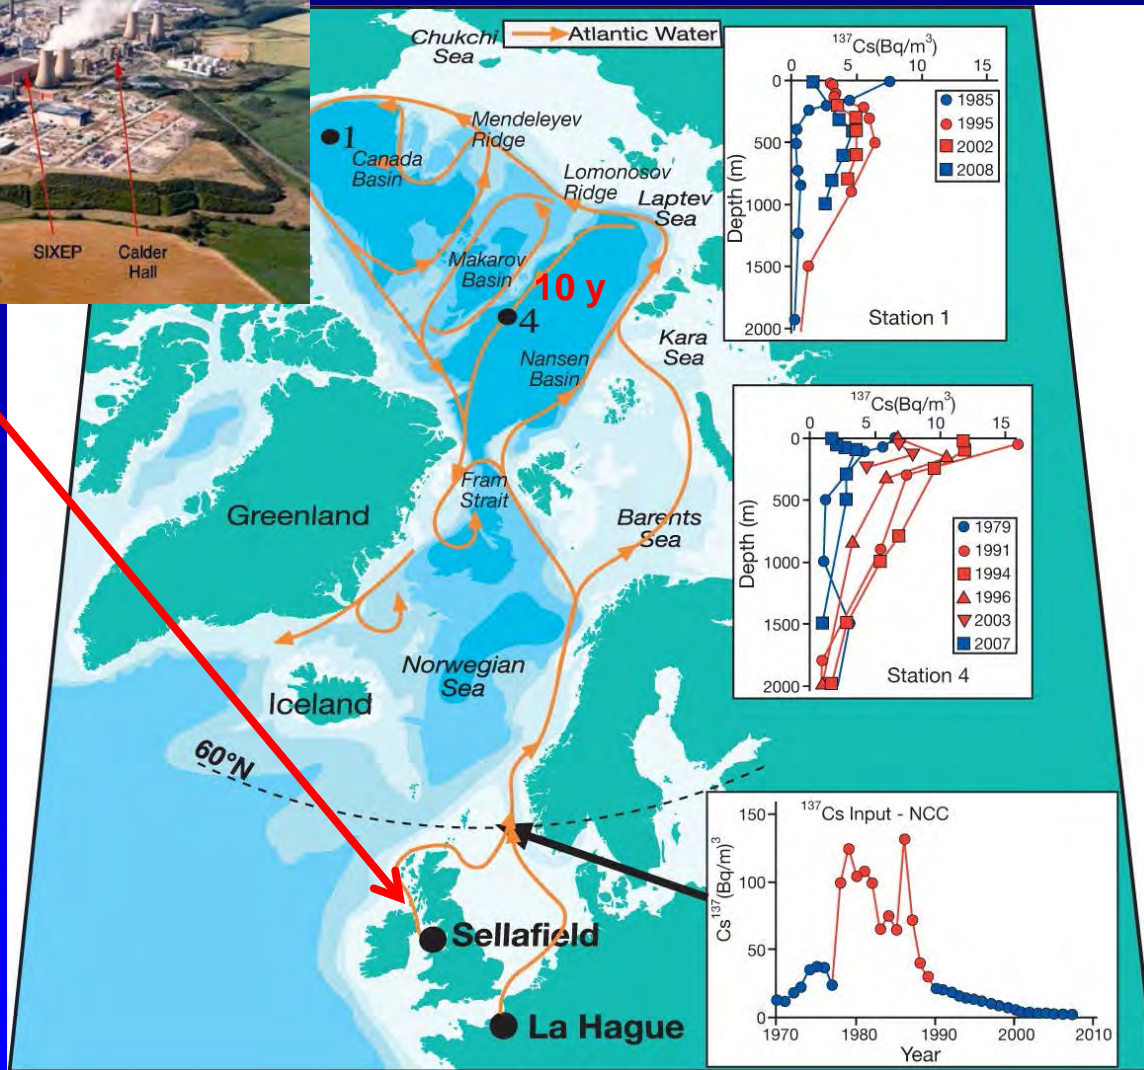 SIXEP
Calder
Hall
Chukchi
Sea
Atlantic Water
1
Canada
Basin
Mendeleyev
Ridge
Lomonosov
Ridge
Laptev
Sea
Makarov
Basin
10 y
4
Nansen
Basin
Kara
Sea
Fram
Strait
Greenland
Barents
Sea
Norwegian
Sea
Iceland
60°N
Sellafield
La Hague
¹³⁷Cs(Bq/m³)
0 5 10 15
Depth (m)
0
500
1000
1500
2000
1985
1995
2002
2008
Station 1
¹³⁷Cs(Bq/m³)
0 5 10 15
Depth (m)
0
500
1000
1500
2000
1979
1991
1994
1996
2003
2007
Station 4
¹³⁷Cs Input - NCC
Cs¹³⁷(Bq/m)³
150
100
50
0
1970 1980 1990 2000 2010
Year